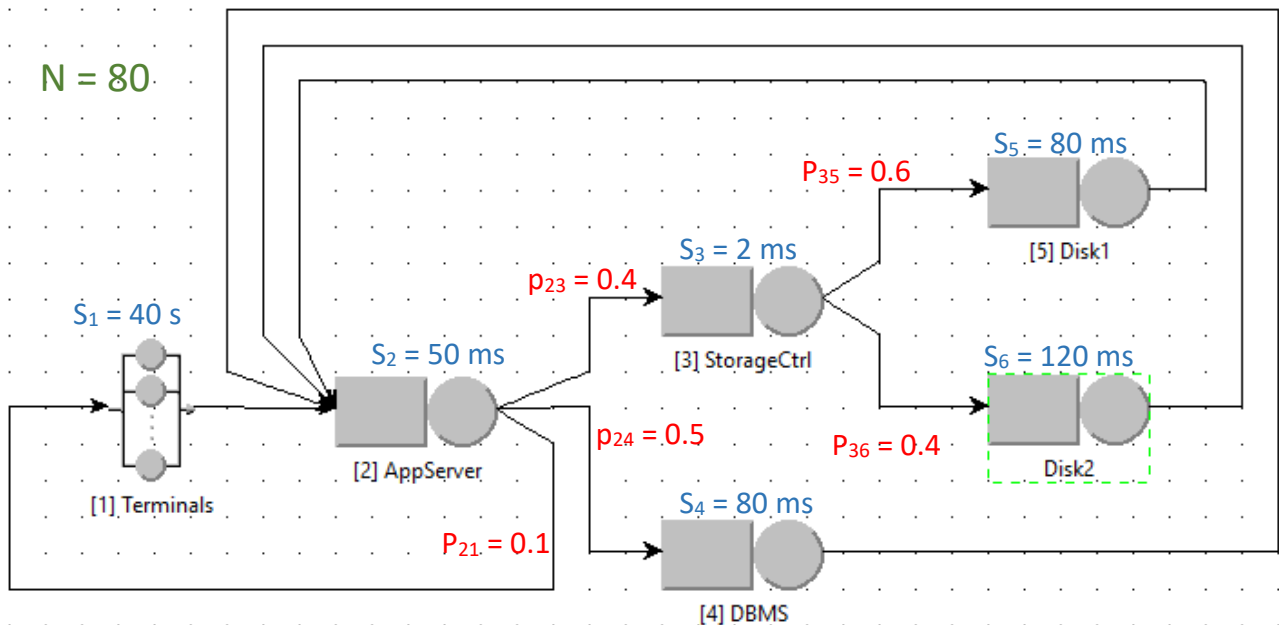 N = 80
S₅ = 80 ms
P₃₅ = 0.6
[5] Disk1
S₃ = 2 ms
p₂₃ = 0.4
[3] StorageCtrl
S₁ = 40 s
S₂ = 50 ms
S₆ = 120 ms
p₂₄ = 0.5
P₃₆ = 0.4
[2] AppServer
Disk2
[1] Terminals
S₄ = 80 ms
P₂₁ = 0.1
[4] DBMS